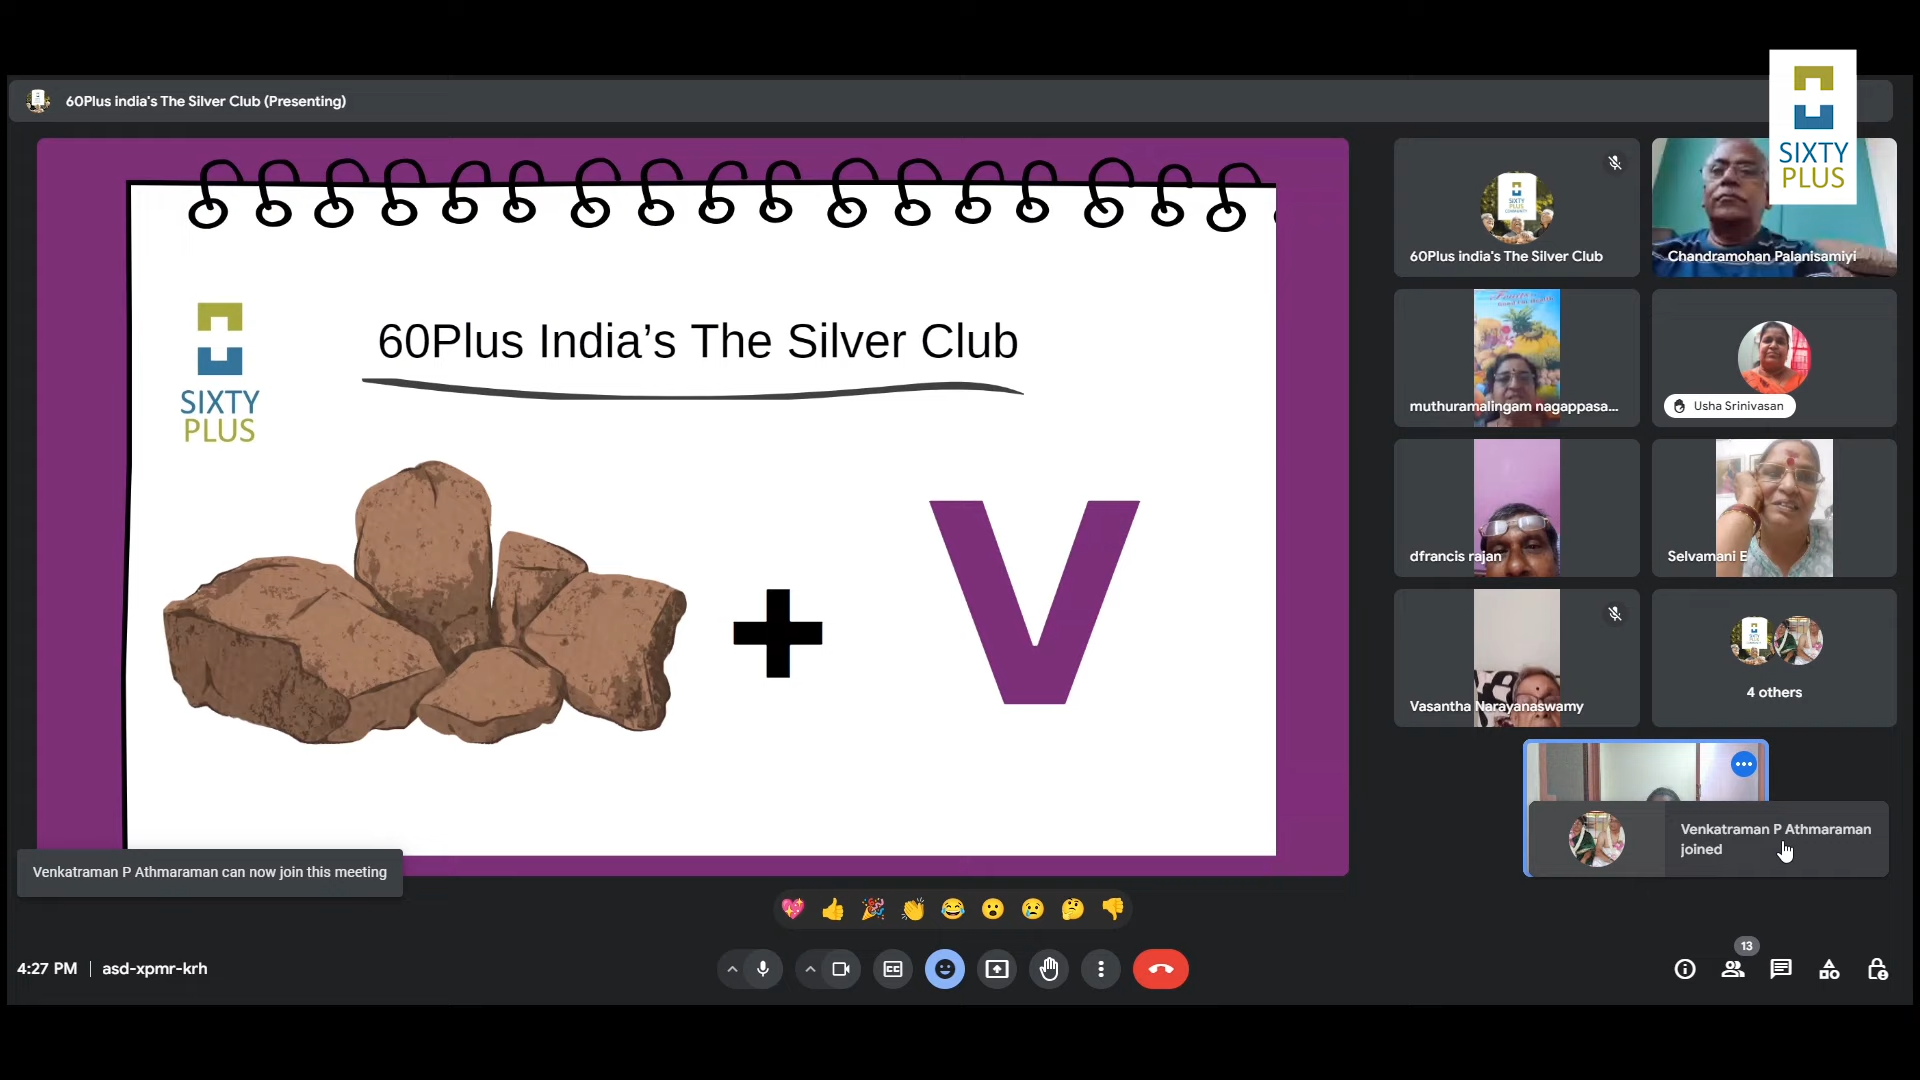 60Plus india's The Silver Club (Presenting)
SIXTY
PLUS
60Plus India’s The Silver Club
SIXTY
PLUS
V
60Plus india's The Silver Club
Chandramohan Palanisamiyi
muthuramalingam nagappasa...
Usha Srinivasan
dfrancis rajan
Selvamani E
Vasantha Narayanaswamy
4 others
Venkatraman P Athmaraman
joined
Venkatraman P Athmaraman can now join this meeting
4:27 PM | asd-xpmr-krh
13